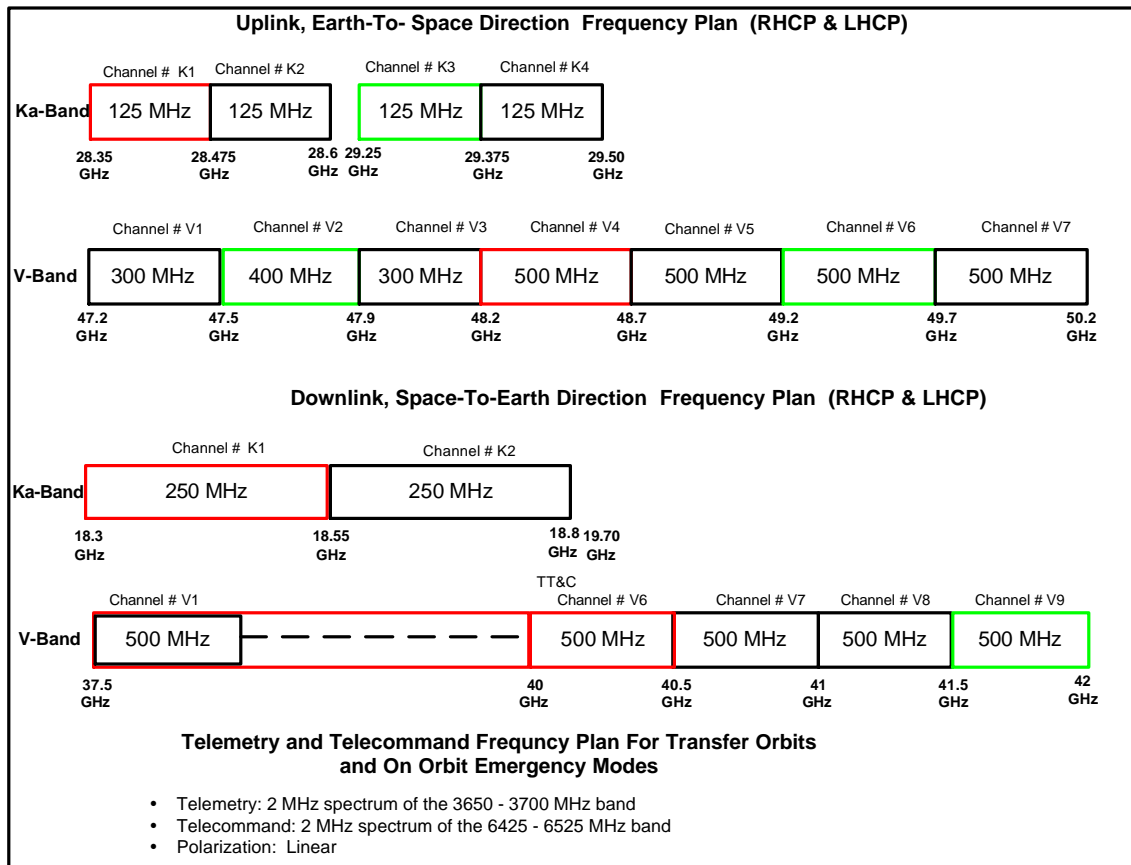 Uplink, Earth-To- Space Direction Frequency Plan (RHCP & LHCP)
Channel # K1 Channel # K2 Channel # K3 Channel # K4
Ka-Band 125 MHz 125 MHz 125 MHz 125 MHz
28.35 28.475 28.6 29.25 29.375 29.50
GHz GHz GHz GHz GHz GHz
Channel # V1 Channel # V2 Channel # V3 Channel # V4 Channel # V5 Channel # V6 Channel # V7
V-Band 300 MHz 400 MHz 300 MHz 500 MHz 500 MHz 500 MHz 500 MHz
47.2 47.5 47.9 48.2 48.7 49.2 49.7 50.2
GHz GHz GHz GHz GHz GHz GHz GHz
Downlink, Space-To-Earth Direction Frequency Plan (RHCP & LHCP)
Channel # K1 Channel # K2
Ka-Band 250 MHz 250 MHz
18.3 18.55 18.8 19.70
GHz GHz GHz GHz
TT&C
Channel # V1 Channel # V6 Channel # V7 Channel # V8 Channel # V9
V-Band 500 MHz 500 MHz 500 MHz 500 MHz 500 MHz
37.5 40 40.5 41 41.5 42
GHz GHz GHz GHz GHz GHz
Telemetry and Telecommand Frequncy Plan For Transfer Orbits
and On Orbit Emergency Modes
• Telemetry: 2 MHz spectrum of the 3650 - 3700 MHz band
• Telecommand: 2 MHz spectrum of the 6425 - 6525 MHz band
• Polarization: Linear